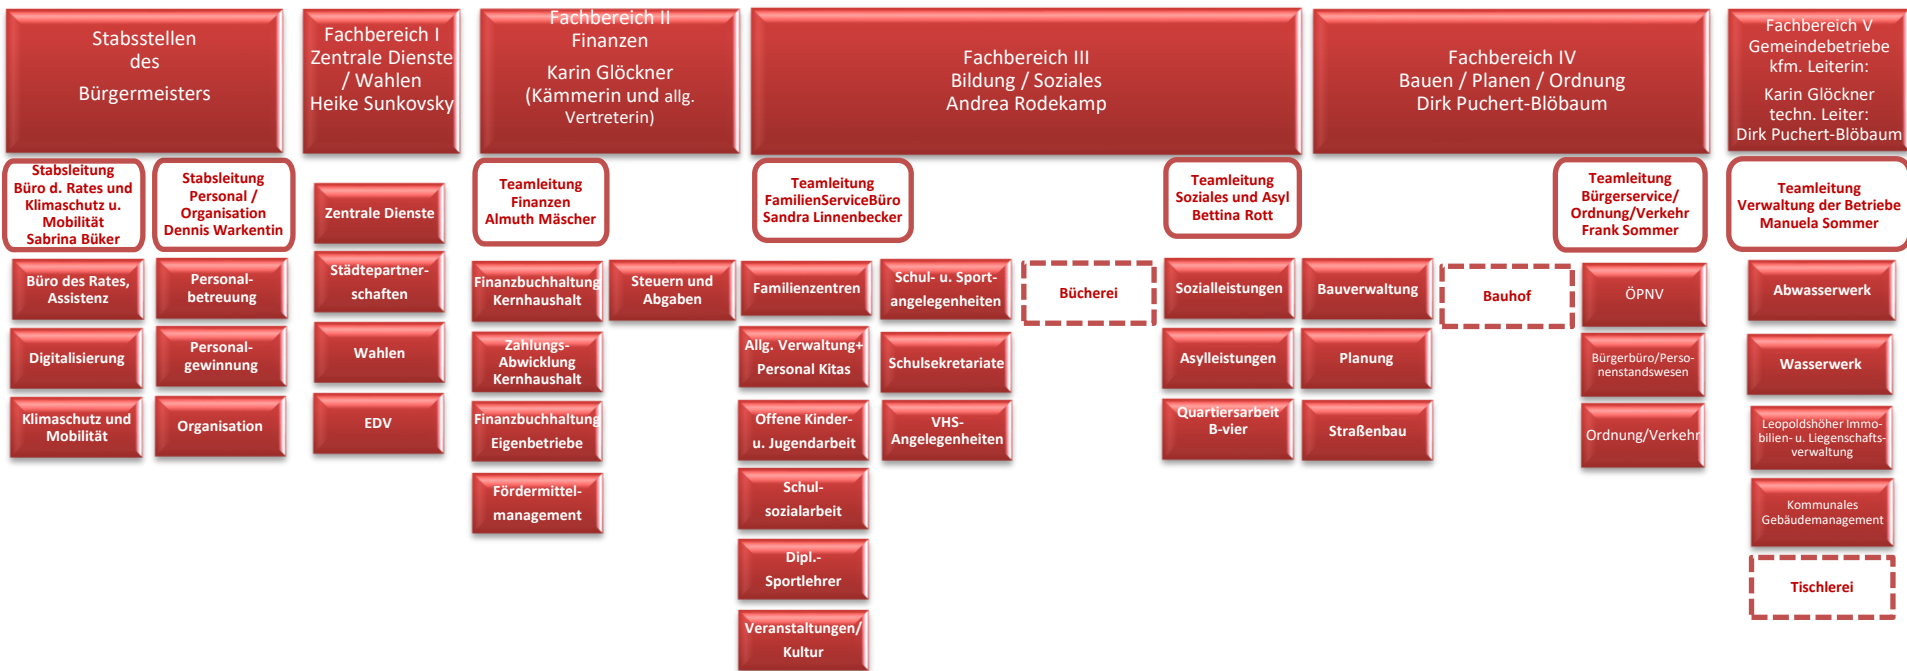 Stabsstellen
des
Bürgermeisters
Fachbereich I
Zentrale Dienste
/ Wahlen
Heike Sunkovsky
Fachbereich II
Finanzen
Karin Glöckner
(Kämmerin und allg.
Vertreterin)
Fachbereich III
Bildung / Soziales
Andrea Rodekamp
Fachbereich IV
Bauen / Planen / Ordnung
Dirk Puchert-Blöbaum
Fachbereich V
Gemeindebetriebe
kfm. Leiterin:
Karin Glöckner
techn. Leiter:
Dirk Puchert-Blöbaum
Stabsleitung
Büro d. Rates und
Klimaschutz u.
Mobilität
Sabrina Büker
Stabsleitung
Personal /
Organisation
Dennis Warkentin
Teamleitung
Finanzen
Almuth Mäscher
Teamleitung
FamilienServiceBüro
Sandra Linnenbecker
Teamleitung
Soziales und Asyl
Bettina Rott
Teamleitung
Bürgerservice/
Ordnung/Verkehr
Frank Sommer
Teamleitung
Verwaltung der Betriebe
Manuela Sommer
Büro des Rates,
Assistenz
Digitalisierung
Klimaschutz und
Mobilität
Personal-
betreuung
Personal-
gewinnung
Organisation
Zentrale Dienste
Städtepartner-
schaften
Wahlen
EDV
Finanzbuchhaltung
Kernhaushalt
Zahlungs-
Abwicklung
Kernhaushalt
Finanzbuchhaltung
Eigenbetriebe
Fördermittel-
management
Steuern und
Abgaben
Familienzentren
Allg. Verwaltung+
Personal Kitas
Offene Kinder-
u. Jugendarbeit
Schul-
sozialarbeit
Dipl.-
Sportlehrer
Veranstaltungen/
Kultur
Schul- u. Sport-
angelegenheiten
Schulsekretariate
VHS-
Angelegenheiten
Bücherei
Sozialleistungen
Asylleistungen
Quartiersarbeit
B-vier
Bauverwaltung
Planung
Straßenbau
Bauhof
ÖPNV
Bürgerbüro/Perso-
nenstandswesen
Ordnung/Verkehr
Abwasserwerk
Wasserwerk
Leopoldshöher Immo-
bilien- u. Liegenschafts-
verwaltung
Kommunales
Gebäudemanagement
Tischlerei